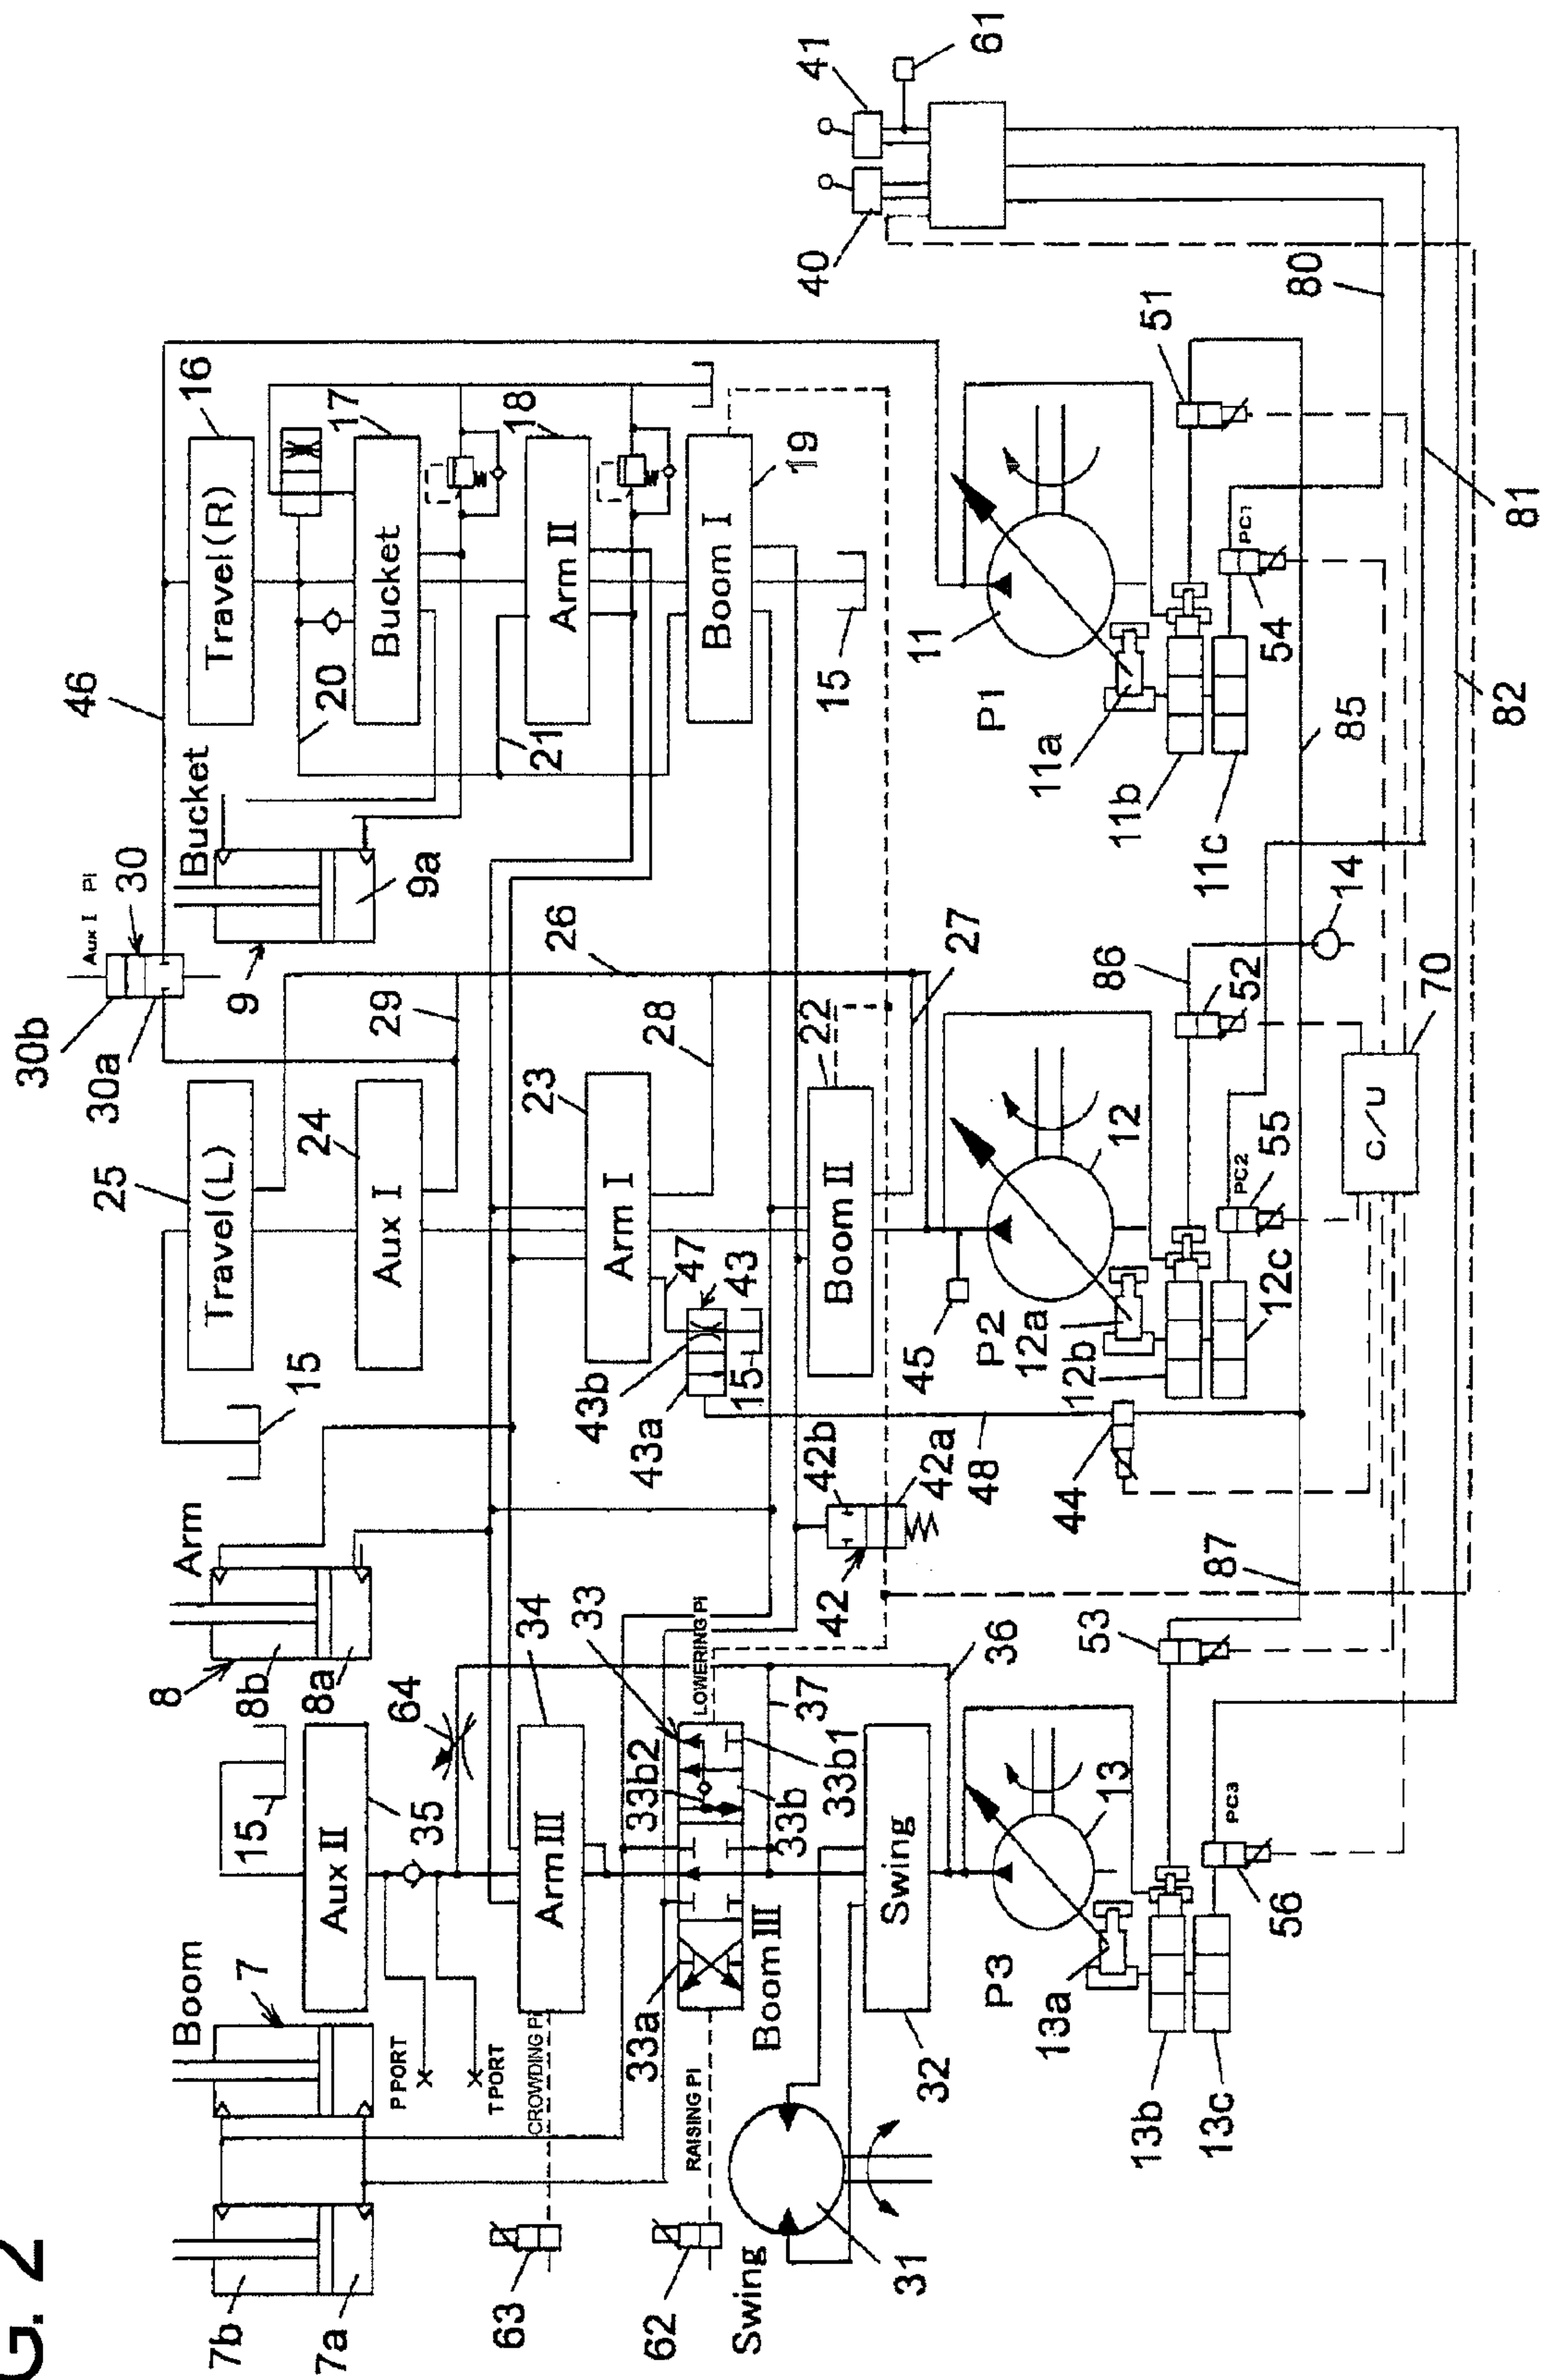 G. 2
41
61
40
80
51
81
82
46
16
Travel(R)
17
Bucket
20
18
Arm II
21
19
Boom I
15
Bucket
9
9a
Aux I PI
30
30b
30a
11
P1
11a
11b
11c
PC1
54
85
14
29
26
27
28
22
25
Travel(L)
24
Aux I
23
Arm I
47
43
43b
43a
15
Boom II
45
12
P2
12a
12b
12c
PC2
55
52
86
70
C/U
15
Arm
8
8b
8a
42b
42a
42
48
44
87
53
34
33
LOWERING PI
36
37
64
33b2
33b
33b1
35
15
Aux II
Arm III
33a
Boom III
Swing
32
13
P3
13a
13b
13c
PC3
56
Boom
7
7b
7a
P PORT
T PORT
CROWDING PI
RAISING PI
63
62
Swing
31